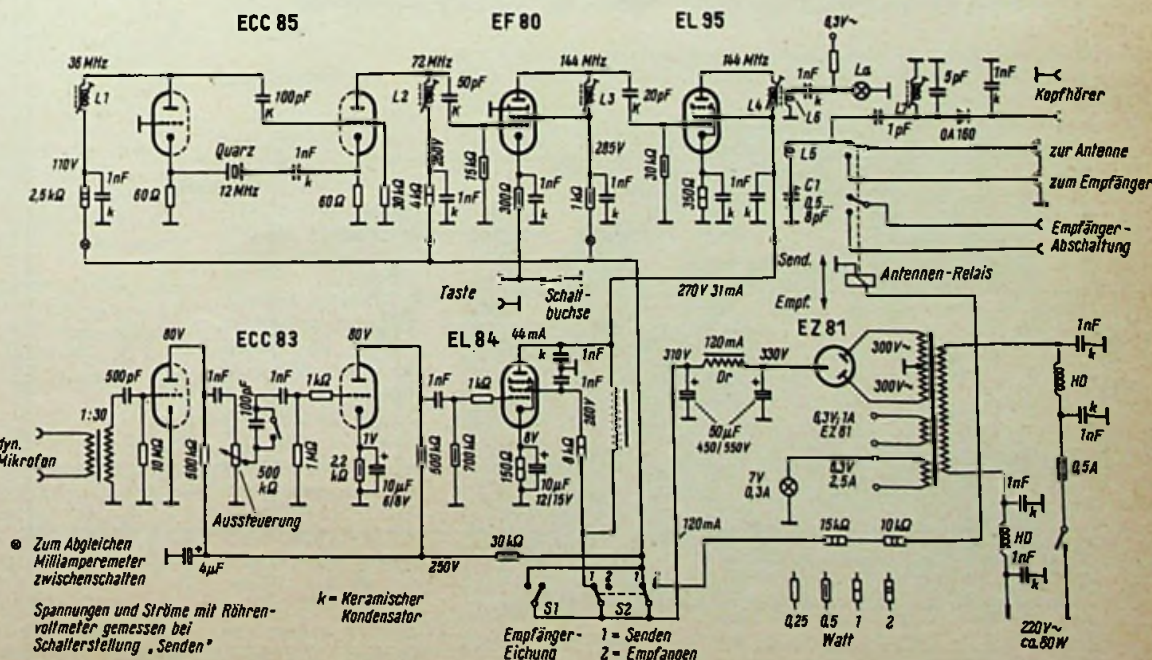 ECC 85
EF 80
EL 95
6,3V~
36 MHz
72 MHz
144 MHz
144 MHz
L1
100pF
K
L2
50pF
K
L3
20pF
K
L4
1nF
k
La
L6
L7
5pF
1nF
k
Kopfhörer
1pF
OA 160
110V
2,5kΩ
1nF
k
60Ω
Quarz
12 MHz
1nF
k
60Ω
30kΩ
4kΩ
260V
1nF
k
15kΩ
300Ω
1nF
k
1kΩ
285V
1nF
k
30kΩ
350Ω
1nF
k
1nF
k
L5
C1
0,5...
8pF
zur Antenne
zum Empfänger
Empfänger-
Abschaltung
Send.
Antennen-Relais
Empf.
Taste
Schalt-
buchse
270V 31mA
80V
ECC 83
80V
EL 84
44mA
k
1nF
1nF
k
260V
8kΩ
310V
120mA
Dr
330V
EZ 81
300V~
300V~
6,3V; 1A
EZ 81
6,3V
2,5A
50µF
450/550V
7V
0,3A
1nF
k
HD
k
1nF
0,5A
1nF
k
HD
1nF
k
dyn.
Mikrofon
1:30
500pF
10MΩ
500kΩ
1nF
100pF
500
kΩ
1nF
1kΩ
1MΩ
1V
2,2
kΩ
10µF
6/8V
500kΩ
1nF
700kΩ
1kΩ
8V
150Ω
10µF
12/15V
Aussteuerung
120mA
15kΩ
10kΩ
⊗ Zum Abgleichen
Milliamperemeter
zwischenschalten
4µF
250V
30kΩ
k = Keramischer
Kondensator
Spannungen und Ströme mit Röhren-
voltmeter gemessen bei
Schalterstellung „Senden"
S1
1
2
S2
1
Empfänger-
Eichung
1 = Senden
2 = Empfangen
0,25
0,5
1
2
Watt
220V~
ca.80W